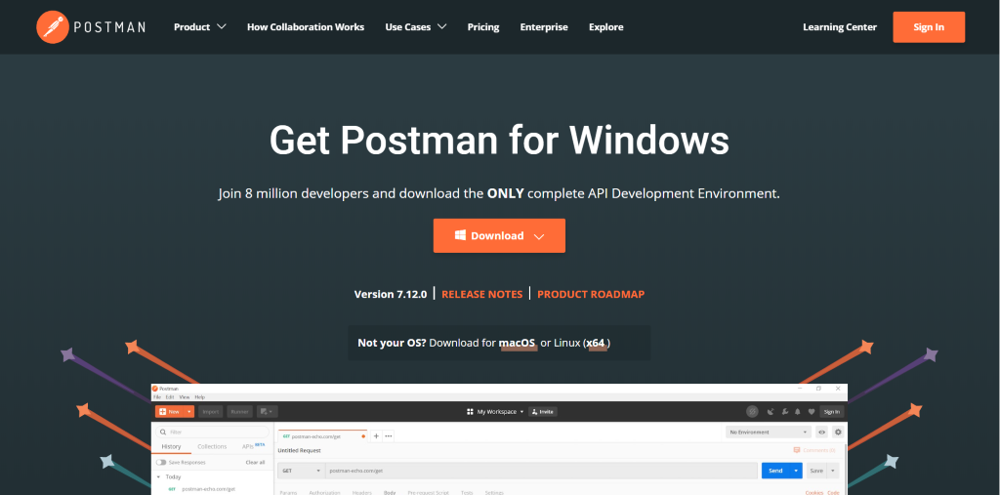 POSTMAN Product How Collaboration Works Use Cases Pricing Enterprise Explore Learning Center Sign In
Get Postman for Windows
Join 8 million developers and download the ONLY complete API Development Environment.
Download
Version 7.12.0 RELEASE NOTES PRODUCT ROADMAP
Not your OS? Download for macOS or Linux (x64)
Postman
File Edit View Help
New Import Runner My Workspace Invite Sign In
Filter
GET postman-echo.com/get
No Environment
History Collections APIs BETA
Untitled Request
Comments (0)
Save Responses Clear all
GET postman-echo.com/get Send Save
Today
GET postman-echo.com/get
Params Authorization Headers Body Pre-request Script Tests Settings Cookies Code